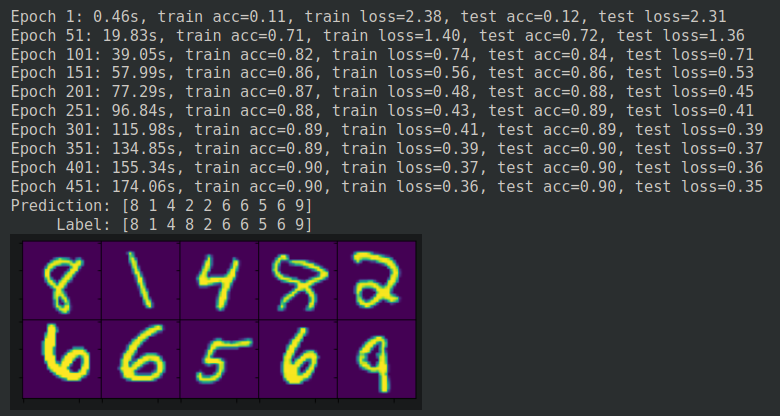 Epoch 1: 0.46s, train acc=0.11, train loss=2.38, test acc=0.12, test loss=2.31
Epoch 51: 19.83s, train acc=0.71, train loss=1.40, test acc=0.72, test loss=1.36
Epoch 101: 39.05s, train acc=0.82, train loss=0.74, test acc=0.84, test loss=0.71
Epoch 151: 57.99s, train acc=0.86, train loss=0.56, test acc=0.86, test loss=0.53
Epoch 201: 77.29s, train acc=0.87, train loss=0.48, test acc=0.88, test loss=0.45
Epoch 251: 96.84s, train acc=0.88, train loss=0.43, test acc=0.89, test loss=0.41
Epoch 301: 115.98s, train acc=0.89, train loss=0.41, test acc=0.89, test loss=0.39
Epoch 351: 134.85s, train acc=0.89, train loss=0.39, test acc=0.90, test loss=0.37
Epoch 401: 155.34s, train acc=0.90, train loss=0.37, test acc=0.90, test loss=0.36
Epoch 451: 174.06s, train acc=0.90, train loss=0.36, test acc=0.90, test loss=0.35
Prediction: [8 1 4 2 2 6 6 5 6 9]
Label: [8 1 4 8 2 6 6 5 6 9]
8 1 4 8 2
6 6 5 6 9